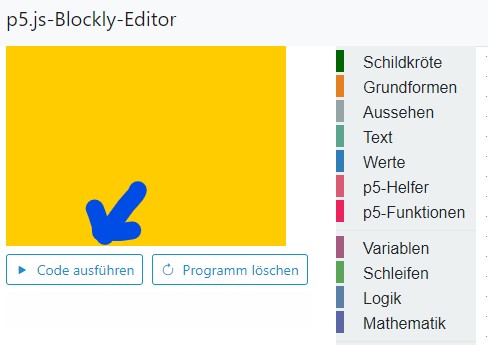 p5.js-Blockly-Editor
Schildkröte
Grundformen
Aussehen
Text
Werte
p5-Helfer
p5-Funktionen
Variablen
Schleifen
Logik
Mathematik
Code ausführen
Programm löschen